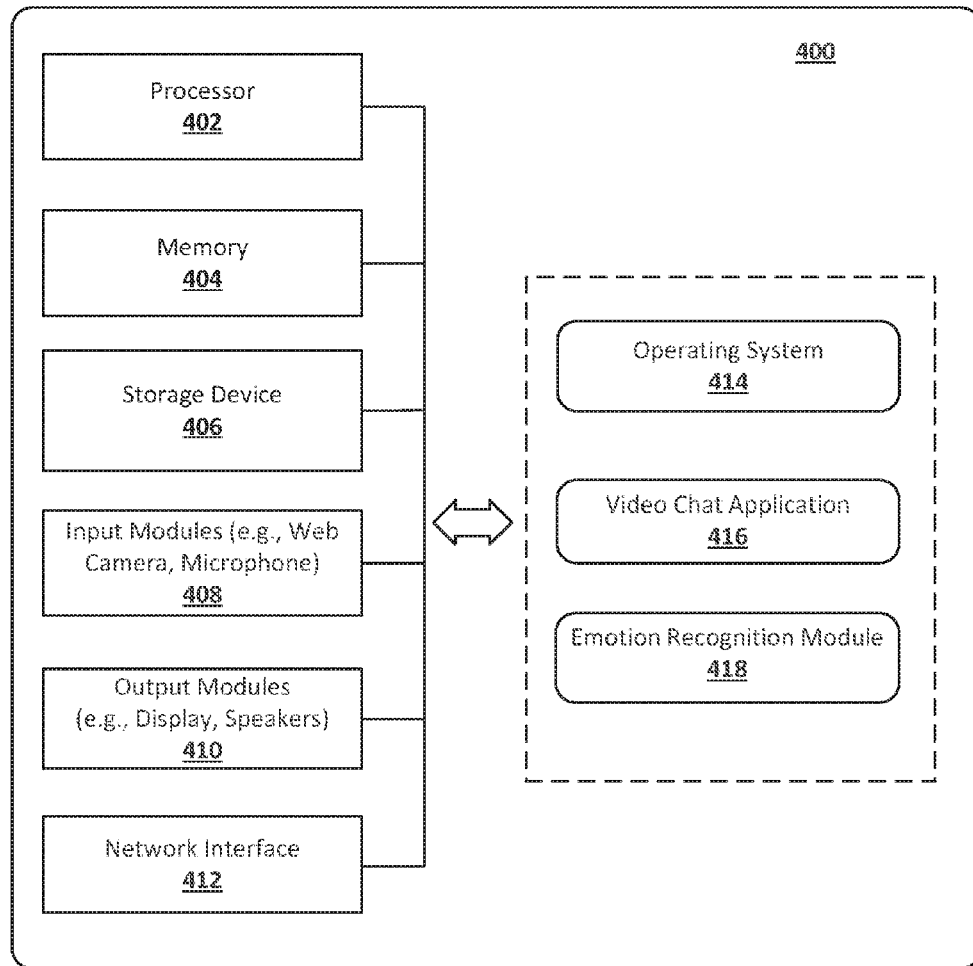 400
Processor
402
Memory
404
Storage Device
406
Input Modules (e.g., Web
Camera, Microphone)
408
Output Modules
(e.g., Display, Speakers)
410
Network Interface
412
Operating System
414
Video Chat Application
416
Emotion Recognition Module
418